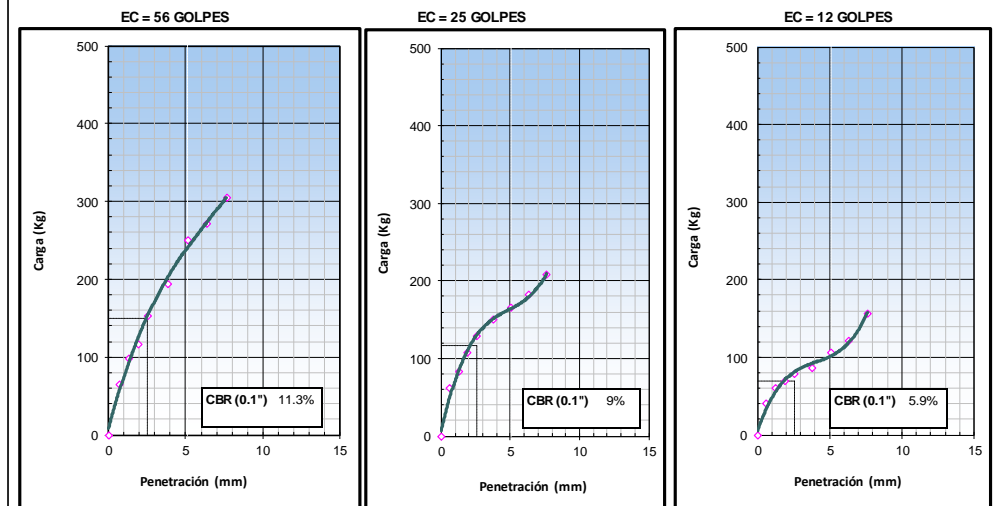 EC = 56 GOLPES
500
400
300
200
100
0
0 5 10 15
Carga (Kg)
Penetración (mm)
CBR (0.1") 11.3%
EC = 25 GOLPES
500
400
300
200
100
0
0 5 10 15
Carga (Kg)
Penetración (mm)
CBR (0.1") 9%
EC = 12 GOLPES
500
400
300
200
100
0
0 5 10 15
Carga (Kg)
Penetración (mm)
CBR (0.1") 5.9%